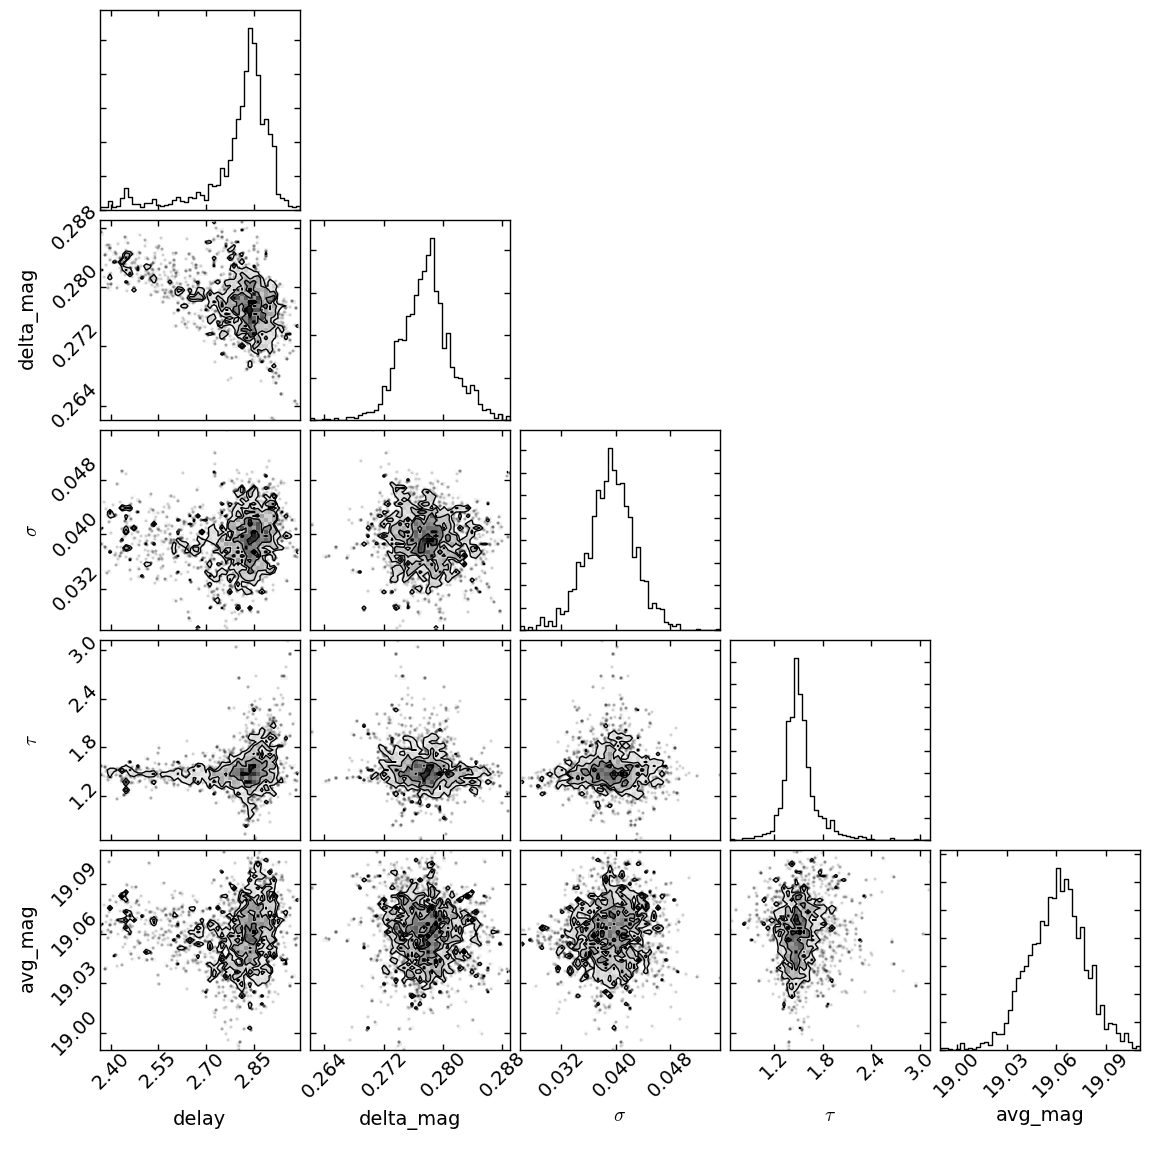 0.288
0.280
0.272
0.264
delta_mag
0.048
0.040
0.032
σ
3.0
2.4
1.8
1.2
τ
19.09
19.06
19.03
19.00
avg_mag
2.40 2.55 2.70 2.85
0.264 0.272 0.280 0.288
0.032 0.040 0.048
1.2 1.8 2.4 3.0
19.00 19.03 19.06 19.09
delay delta_mag σ τ avg_mag